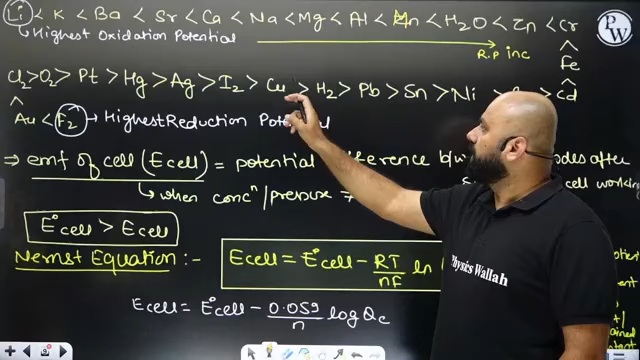 Li < K < Ba < Sr < Ca < Na < Mg < Al < Mn < H2O < Zn < Cr
Highest Oxidation Potential
R.P inc
^
Fe
^
Cl2 > O2 > Pt > Hg > Ag > I2 > Cu > H2 > Pb > Sn > Ni > Cd
^
Au < F2 → Highest Reduction Potential
⇒ emf of cell (Ecell) = potential difference b/w after
↳ when concⁿ/pressure ≠ cell working
E°cell > Ecell
Nernst Equation :- Ecell = E°cell - RT/nF ln
Ecell = E°cell - 0.059/n log Qc
Physics Wallah